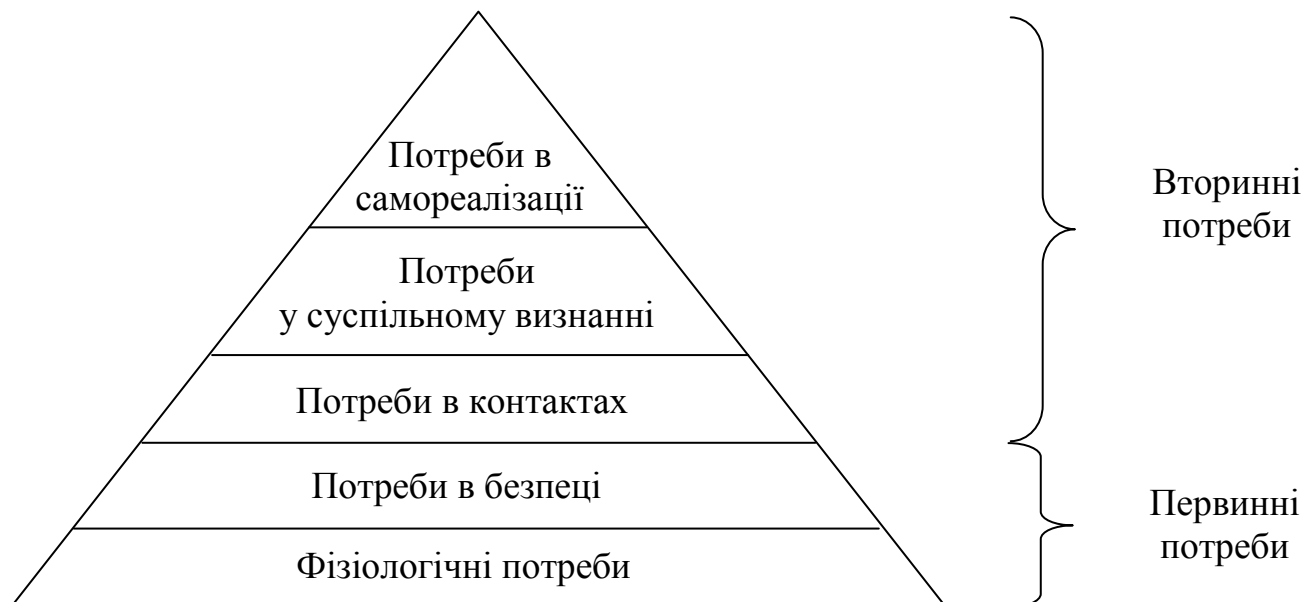 Потреби в
самореалізації
Потреби
у суспільному визнанні
Потреби в контактах
Потреби в безпеці
Фізіологічні потреби
Вторинні
потреби
Первинні
потреби